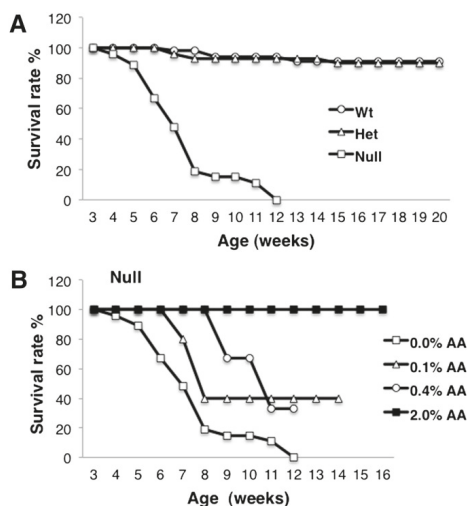 A
120
100
80
60
40
20
0
Survival rate %
Wt
Het
Null
3 4 5 6 7 8 9 10 11 12 13 14 15 16 17 18 19 20
Age (weeks)
B
Null
120
100
80
60
40
20
0
Survival rate %
0.0% AA
0.1% AA
0.4% AA
2.0% AA
3 4 5 6 7 8 9 10 11 12 13 14 15 16
Age (weeks)